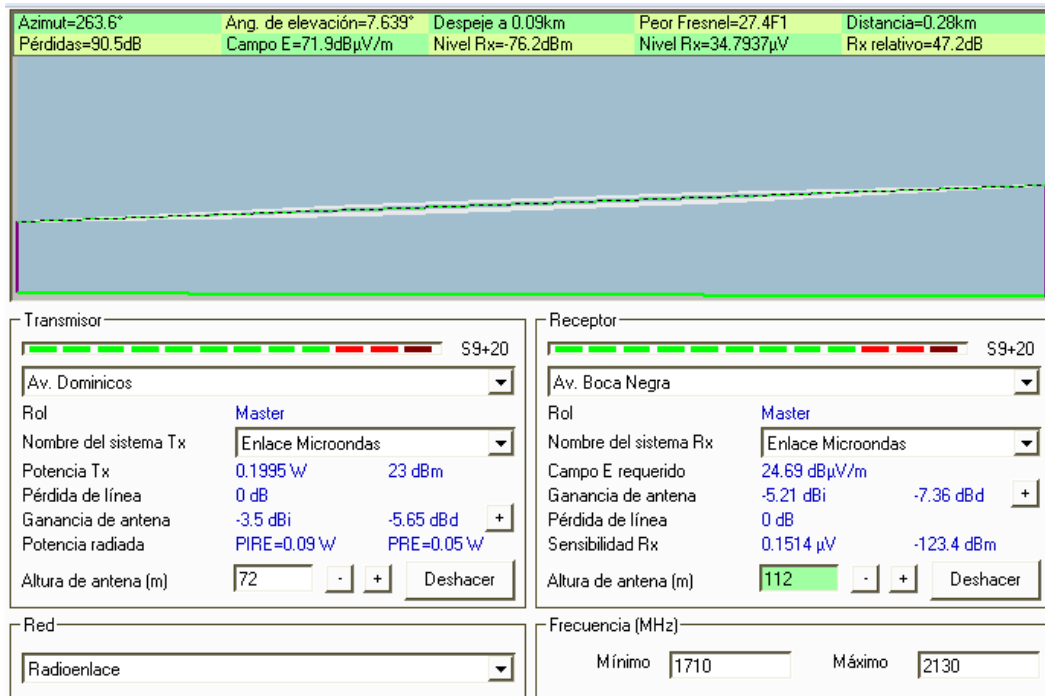 Azimut=263.6° Ang. de elevación=7.639° Despeje a 0.09km Peor Fresnel=27.4F1 Distancia=0.28km
Pérdidas=90.5dB Campo E=71.9dBµV/m Nivel Rx=-76.2dBm Nivel Rx=34.7937µV Rx relativo=47.2dB
Transmisor
S9+20
Av. Dominicos
Rol Master
Nombre del sistema Tx Enlace Microondas
Potencia Tx 0.1995 W 23 dBm
Pérdida de línea 0 dB
Ganancia de antena -3.5 dBi -5.65 dBd +
Potencia radiada PIRE=0.09 W PRE=0.05 W
Altura de antena (m) 72 - + Deshacer
Receptor
S9+20
Av. Boca Negra
Rol Master
Nombre del sistema Rx Enlace Microondas
Campo E requerido 24.69 dBµV/m
Ganancia de antena -5.21 dBi -7.36 dBd +
Pérdida de línea 0 dB
Sensibilidad Rx 0.1514 µV -123.4 dBm
Altura de antena (m) 112 - + Deshacer
Red
Radioenlace
Frecuencia (MHz)
Mínimo 1710 Máximo 2130